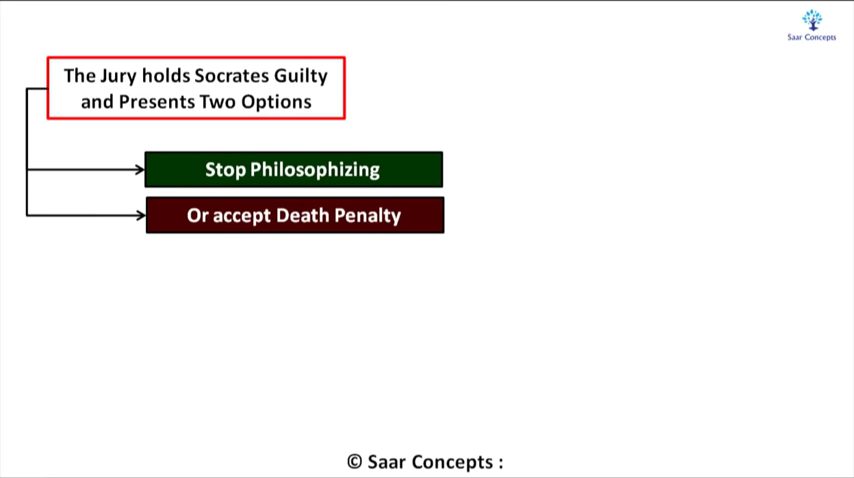 Saar Concepts
The Jury holds Socrates Guilty
and Presents Two Options
Stop Philosophizing
Or accept Death Penalty
© Saar Concepts :